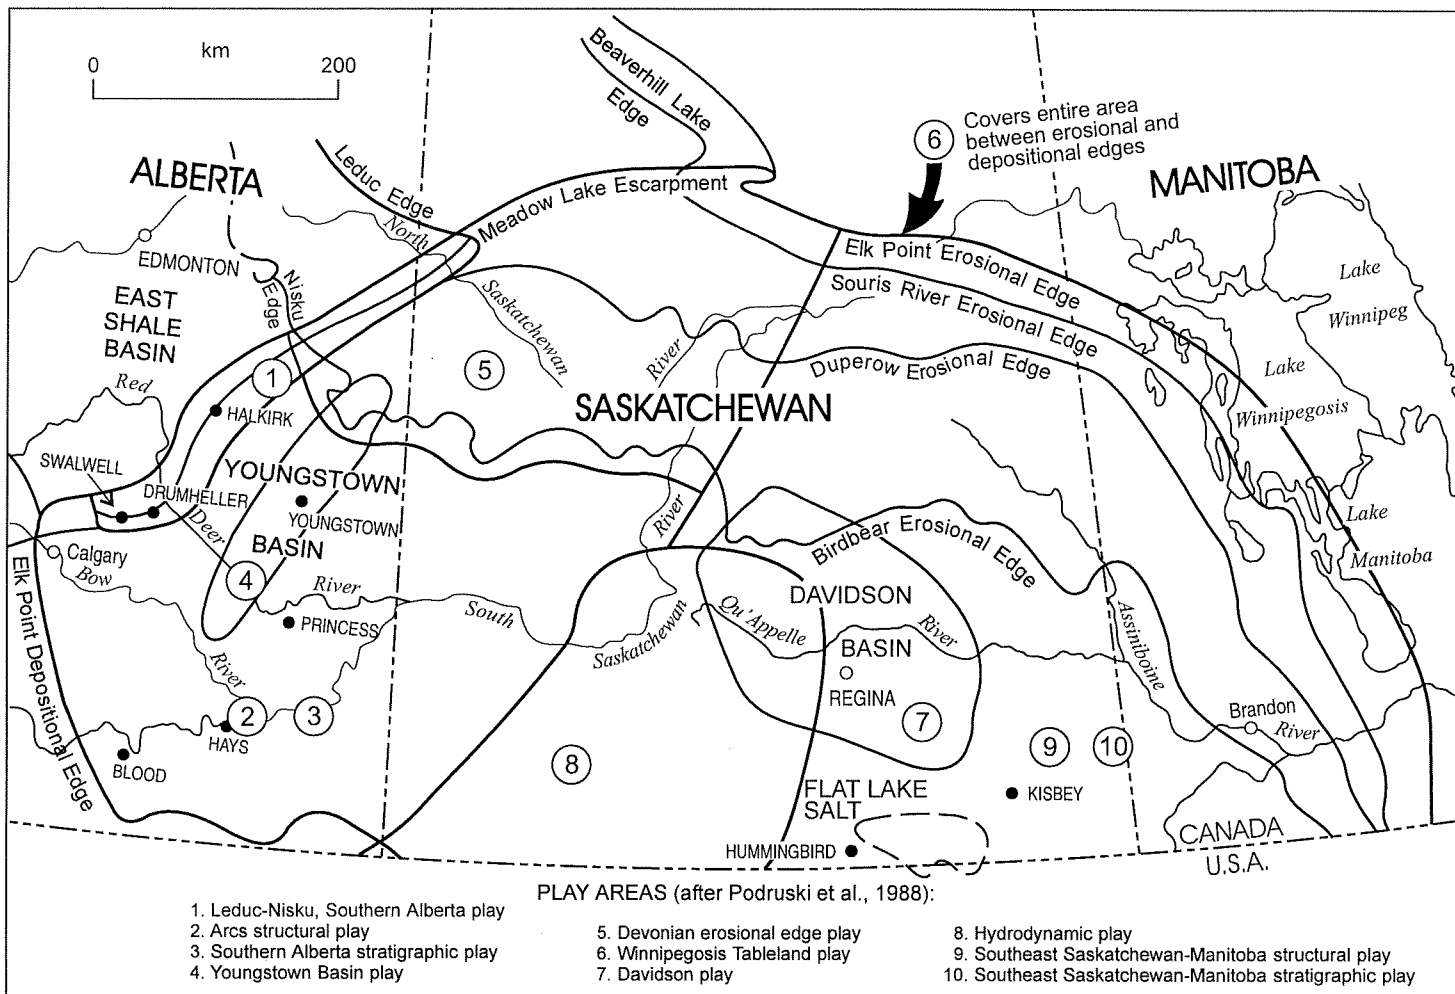 km
0 200
Beaverhill Lake
Edge
6
Covers entire area
between erosional and
depositional edges
ALBERTA
MANITOBA
Leduc Edge
Meadow Lake Escarpment
North
Saskatchewan
River
EDMONTON
Nisku
Edge
Elk Point Erosional Edge
Souris River Erosional Edge
Duperow Erosional Edge
Lake
Winnipeg
Lake
Winnipegosis
EAST
SHALE
BASIN
Red
1
5
HALKIRK
SASKATCHEWAN
SWALWELL
DRUMHELLER
Deer
YOUNGSTOWN
YOUNGSTOWN
BASIN
River
Birdbear Erosional Edge
Lake
Manitoba
Calgary
Bow
4
River
South
Saskatchewan
DAVIDSON
Qu'Appelle
River
Assiniboine
PRINCESS
BASIN
REGINA
Elk Point Depositional Edge
River
2
3
HAYS
7
Brandon
River
BLOOD
8
9
10
FLAT LAKE
SALT
KISBEY
HUMMINGBIRD
CANADA
U.S.A.
PLAY AREAS (after Podruski et al., 1988):
1. Leduc-Nisku, Southern Alberta play
2. Arcs structural play
3. Southern Alberta stratigraphic play
4. Youngstown Basin play
5. Devonian erosional edge play
6. Winnipegosis Tableland play
7. Davidson play
8. Hydrodynamic play
9. Southeast Saskatchewan-Manitoba structural play
10. Southeast Saskatchewan-Manitoba stratigraphic play